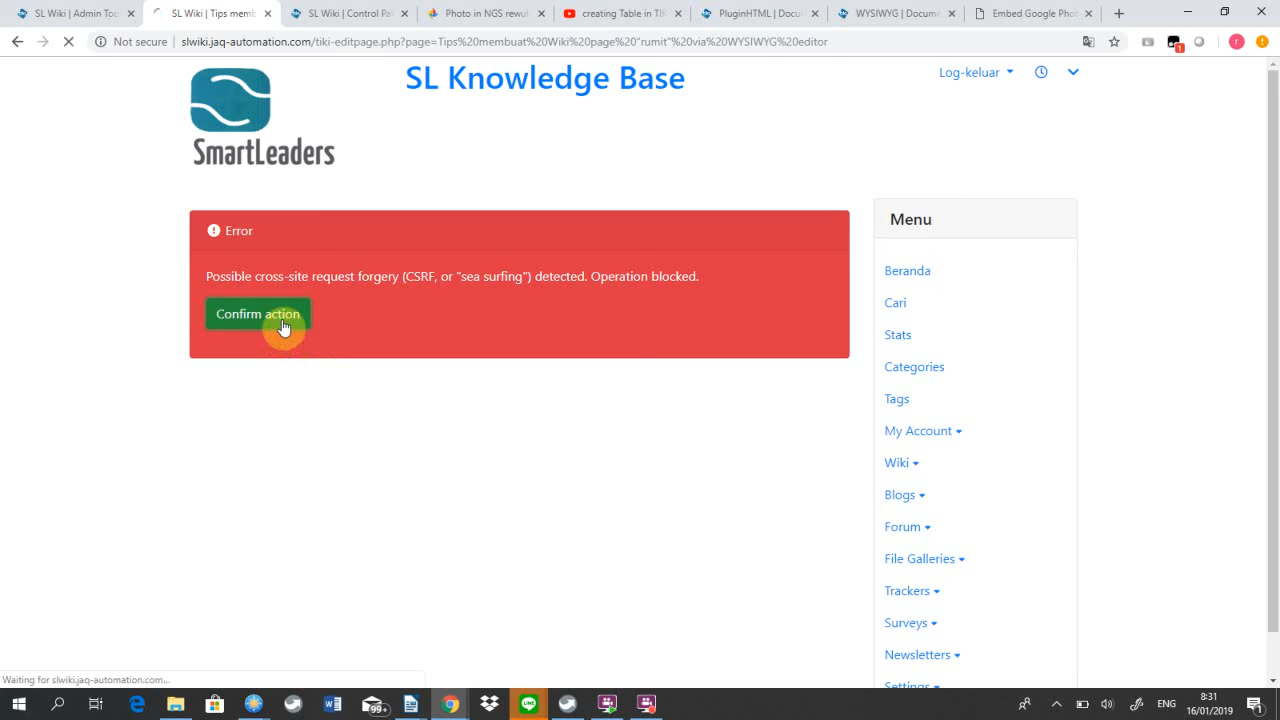 SL Wiki | Admin Too
SL Wiki | Tips memb
SL Wiki | Control Pa
Photo in NGS rewul
creating Table in TI
PluginHTML | Docu
WYSIWYG | Docum
Embed Google Phot
Not secure | slwiki.jaq-automation.com/tiki-editpage.php?page=Tips%20membuat%20Wiki%20page%20"rumit"%20via%20WYSIWYG%20editor
1
r
SL Knowledge Base
Log-keluar
SmartLeaders
Error
Possible cross-site request forgery (CSRF, or "sea surfing") detected. Operation blocked.
Confirm action
Menu
Beranda
Cari
Stats
Categories
Tags
My Account
Wiki
Blogs
Forum
File Galleries
Trackers
Surveys
Newsletters
Settings
Waiting for slwiki.jaq-automation.com...
99+
ENG
8:31
16/01/2019
1